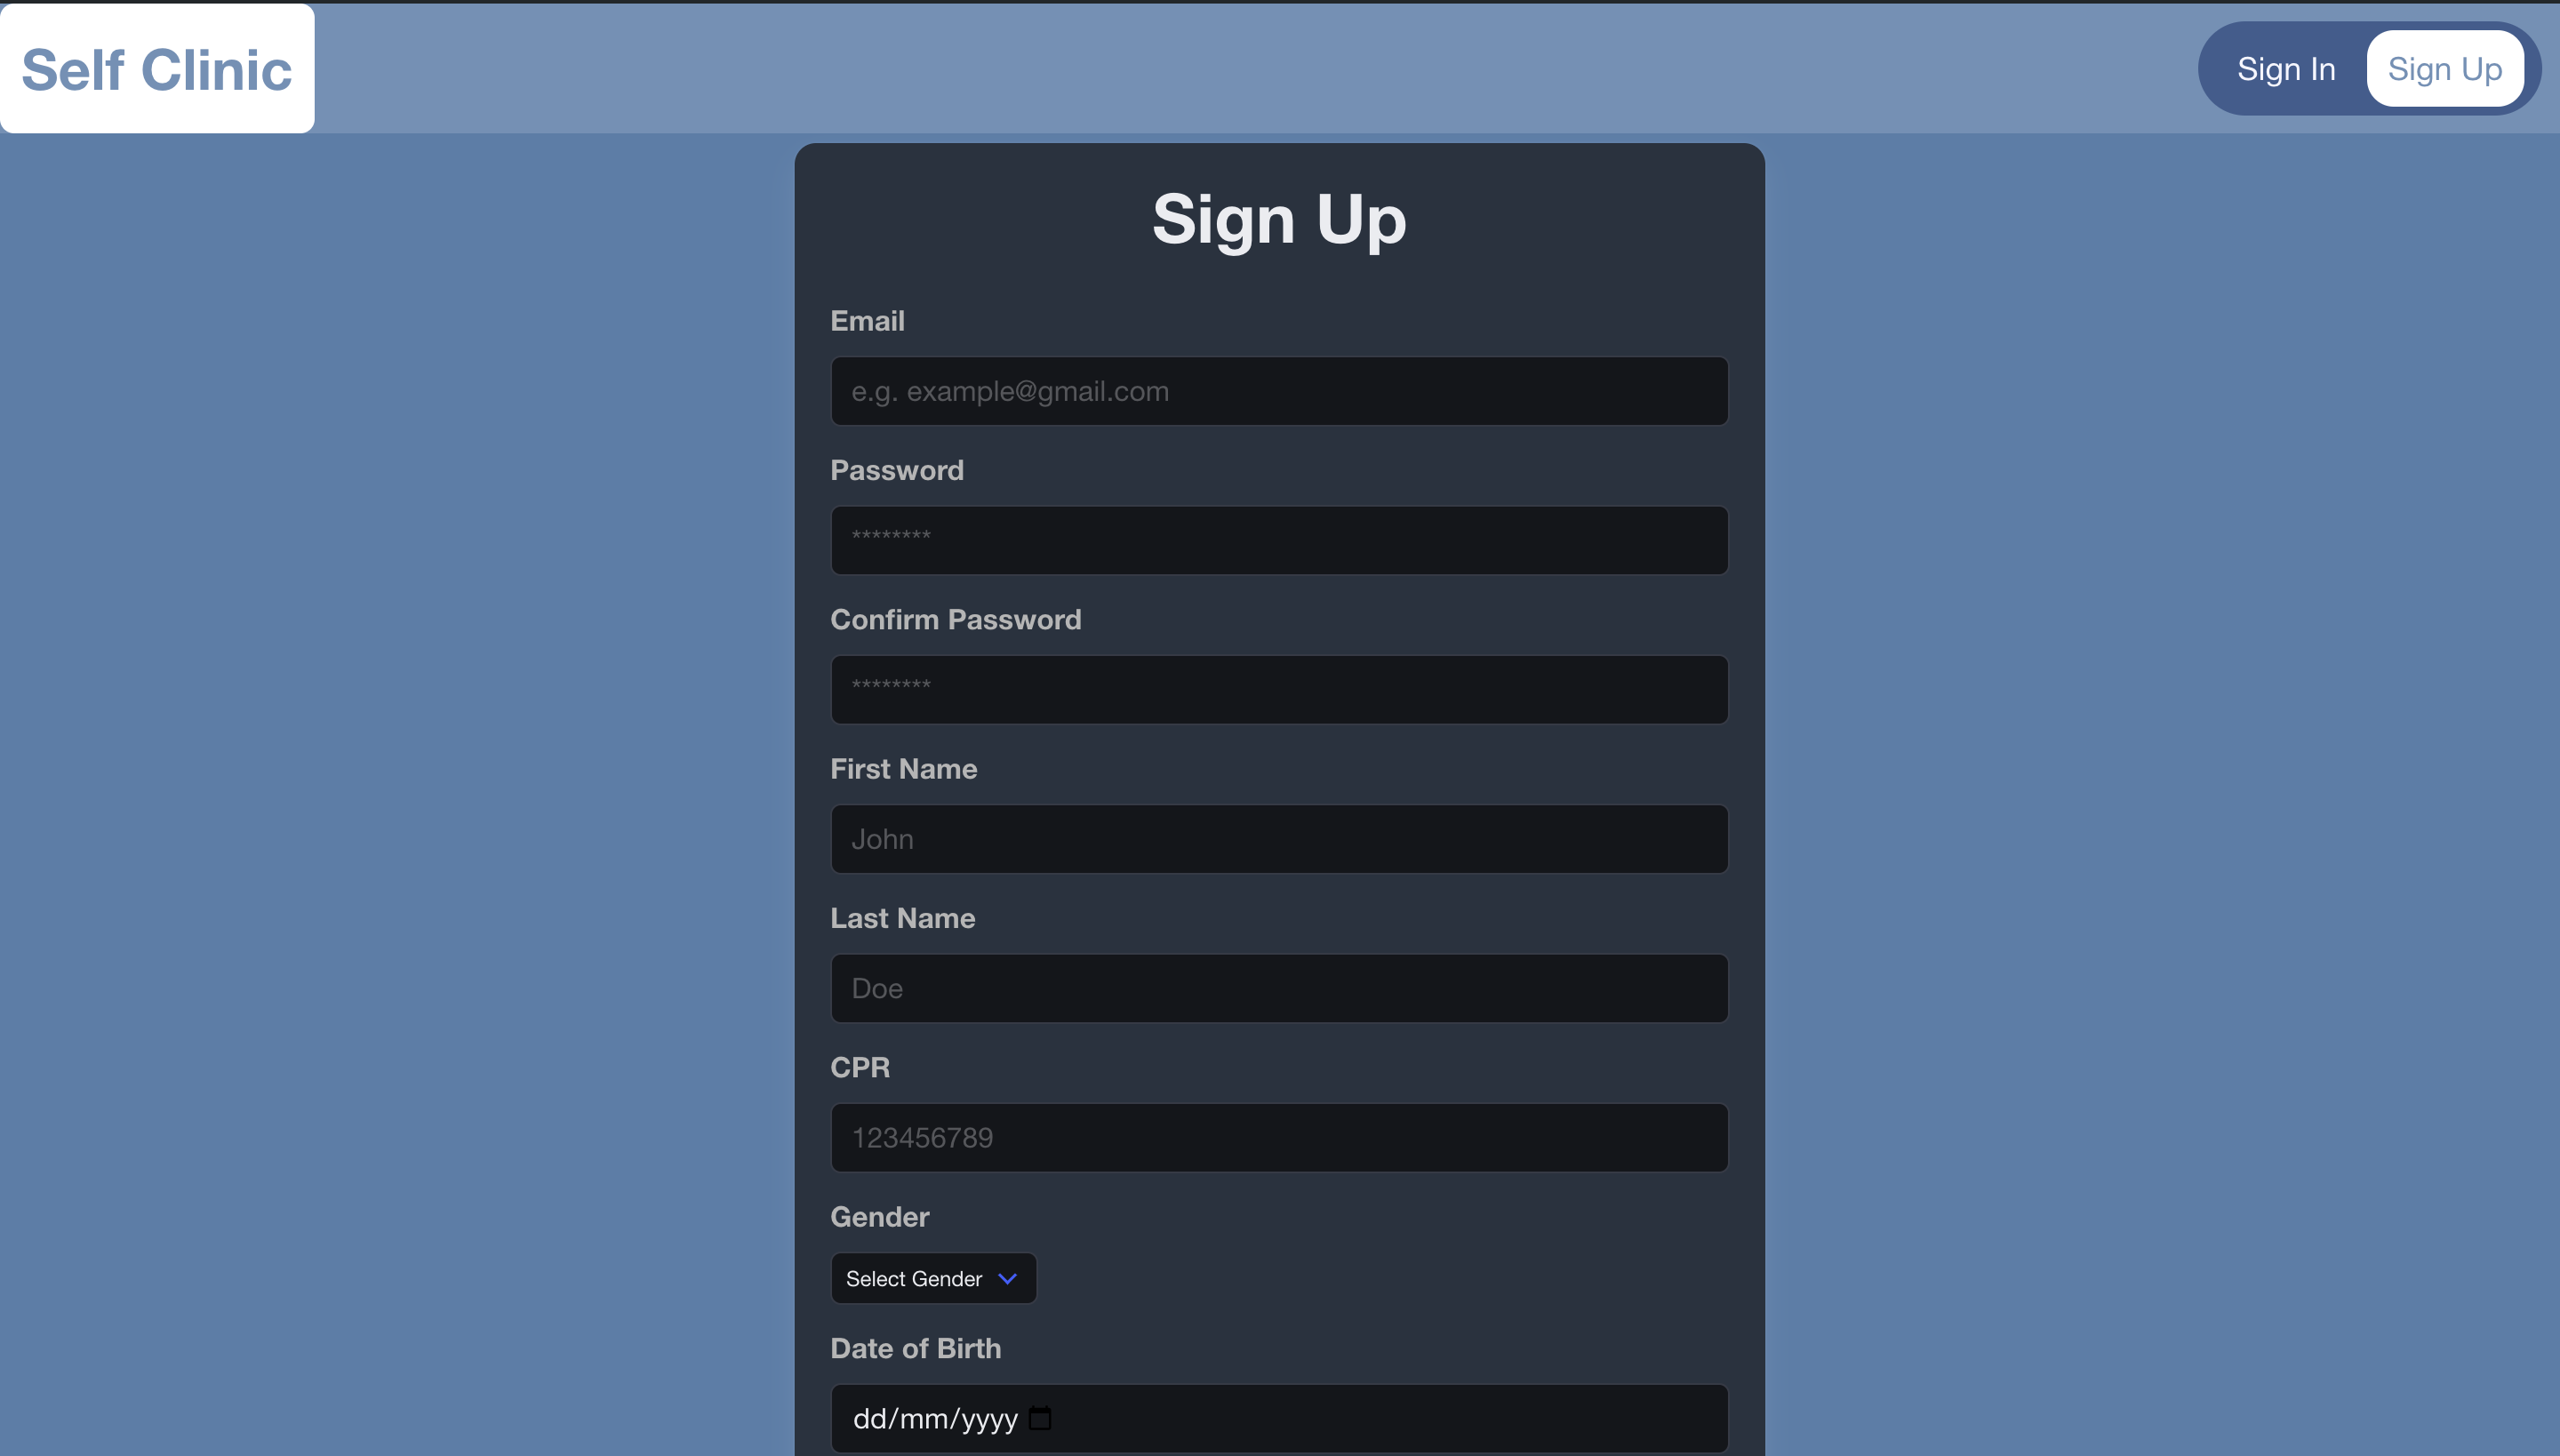 Self Clinic
Sign In
Sign Up
Sign Up
Email
e.g. example@gmail.com
Password
********
Confirm Password
********
First Name
John
Last Name
Doe
CPR
123456789
Gender
Select Gender
Date of Birth
dd/mm/yyyy